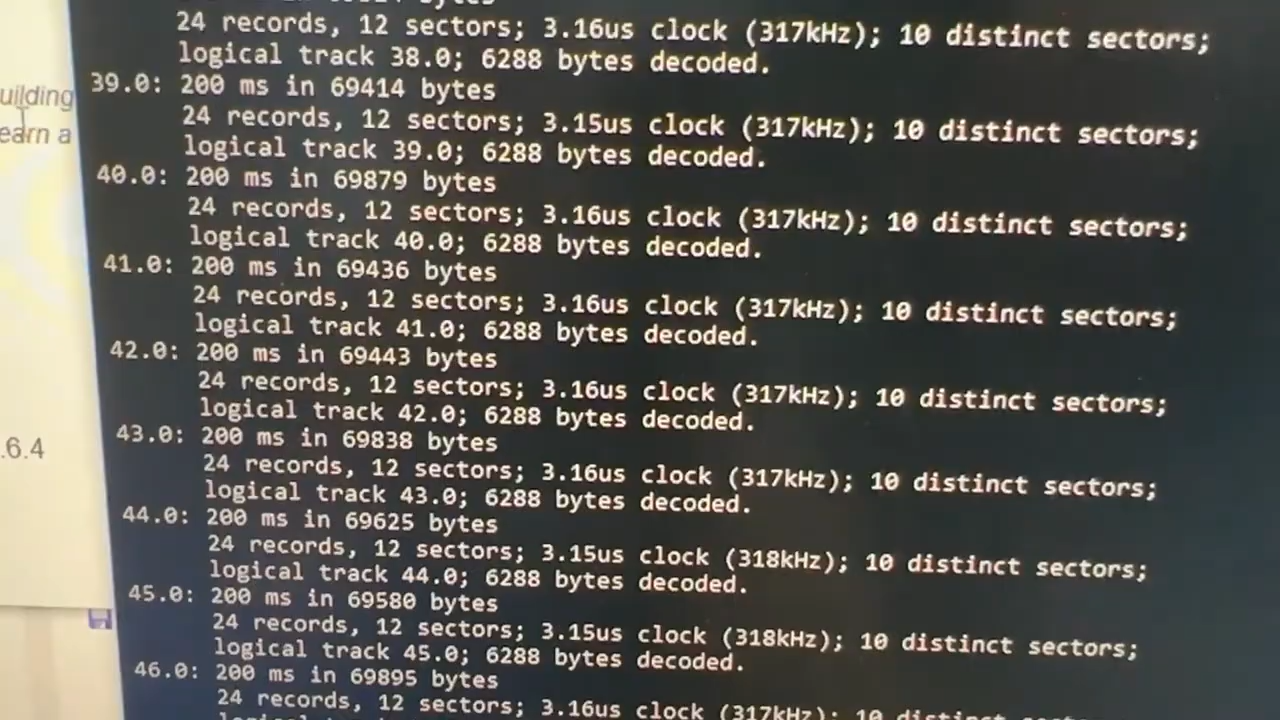 bytes
24 records, 12 sectors; 3.16us clock (317kHz); 10 distinct sectors;
logical track 38.0; 6288 bytes decoded.
39.0: 200 ms in 69414 bytes
24 records, 12 sectors; 3.15us clock (317kHz); 10 distinct sectors;
logical track 39.0; 6288 bytes decoded.
40.0: 200 ms in 69879 bytes
24 records, 12 sectors; 3.16us clock (317kHz); 10 distinct sectors;
logical track 40.0; 6288 bytes decoded.
41.0: 200 ms in 69436 bytes
24 records, 12 sectors; 3.16us clock (317kHz); 10 distinct sectors;
logical track 41.0; 6288 bytes decoded.
42.0: 200 ms in 69443 bytes
24 records, 12 sectors; 3.16us clock (317kHz); 10 distinct sectors;
logical track 42.0; 6288 bytes decoded.
43.0: 200 ms in 69838 bytes
24 records, 12 sectors; 3.16us clock (317kHz); 10 distinct sectors;
logical track 43.0; 6288 bytes decoded.
44.0: 200 ms in 69625 bytes
24 records, 12 sectors; 3.15us clock (318kHz); 10 distinct sectors;
logical track 44.0; 6288 bytes decoded.
45.0: 200 ms in 69580 bytes
24 records, 12 sectors; 3.15us clock (318kHz); 10 distinct sectors;
logical track 45.0; 6288 bytes decoded.
46.0: 200 ms in 69895 bytes
24 records, 12 sectors; 3.16us clock (317kHz); 10 distinct
uilding
earn a
.6.4